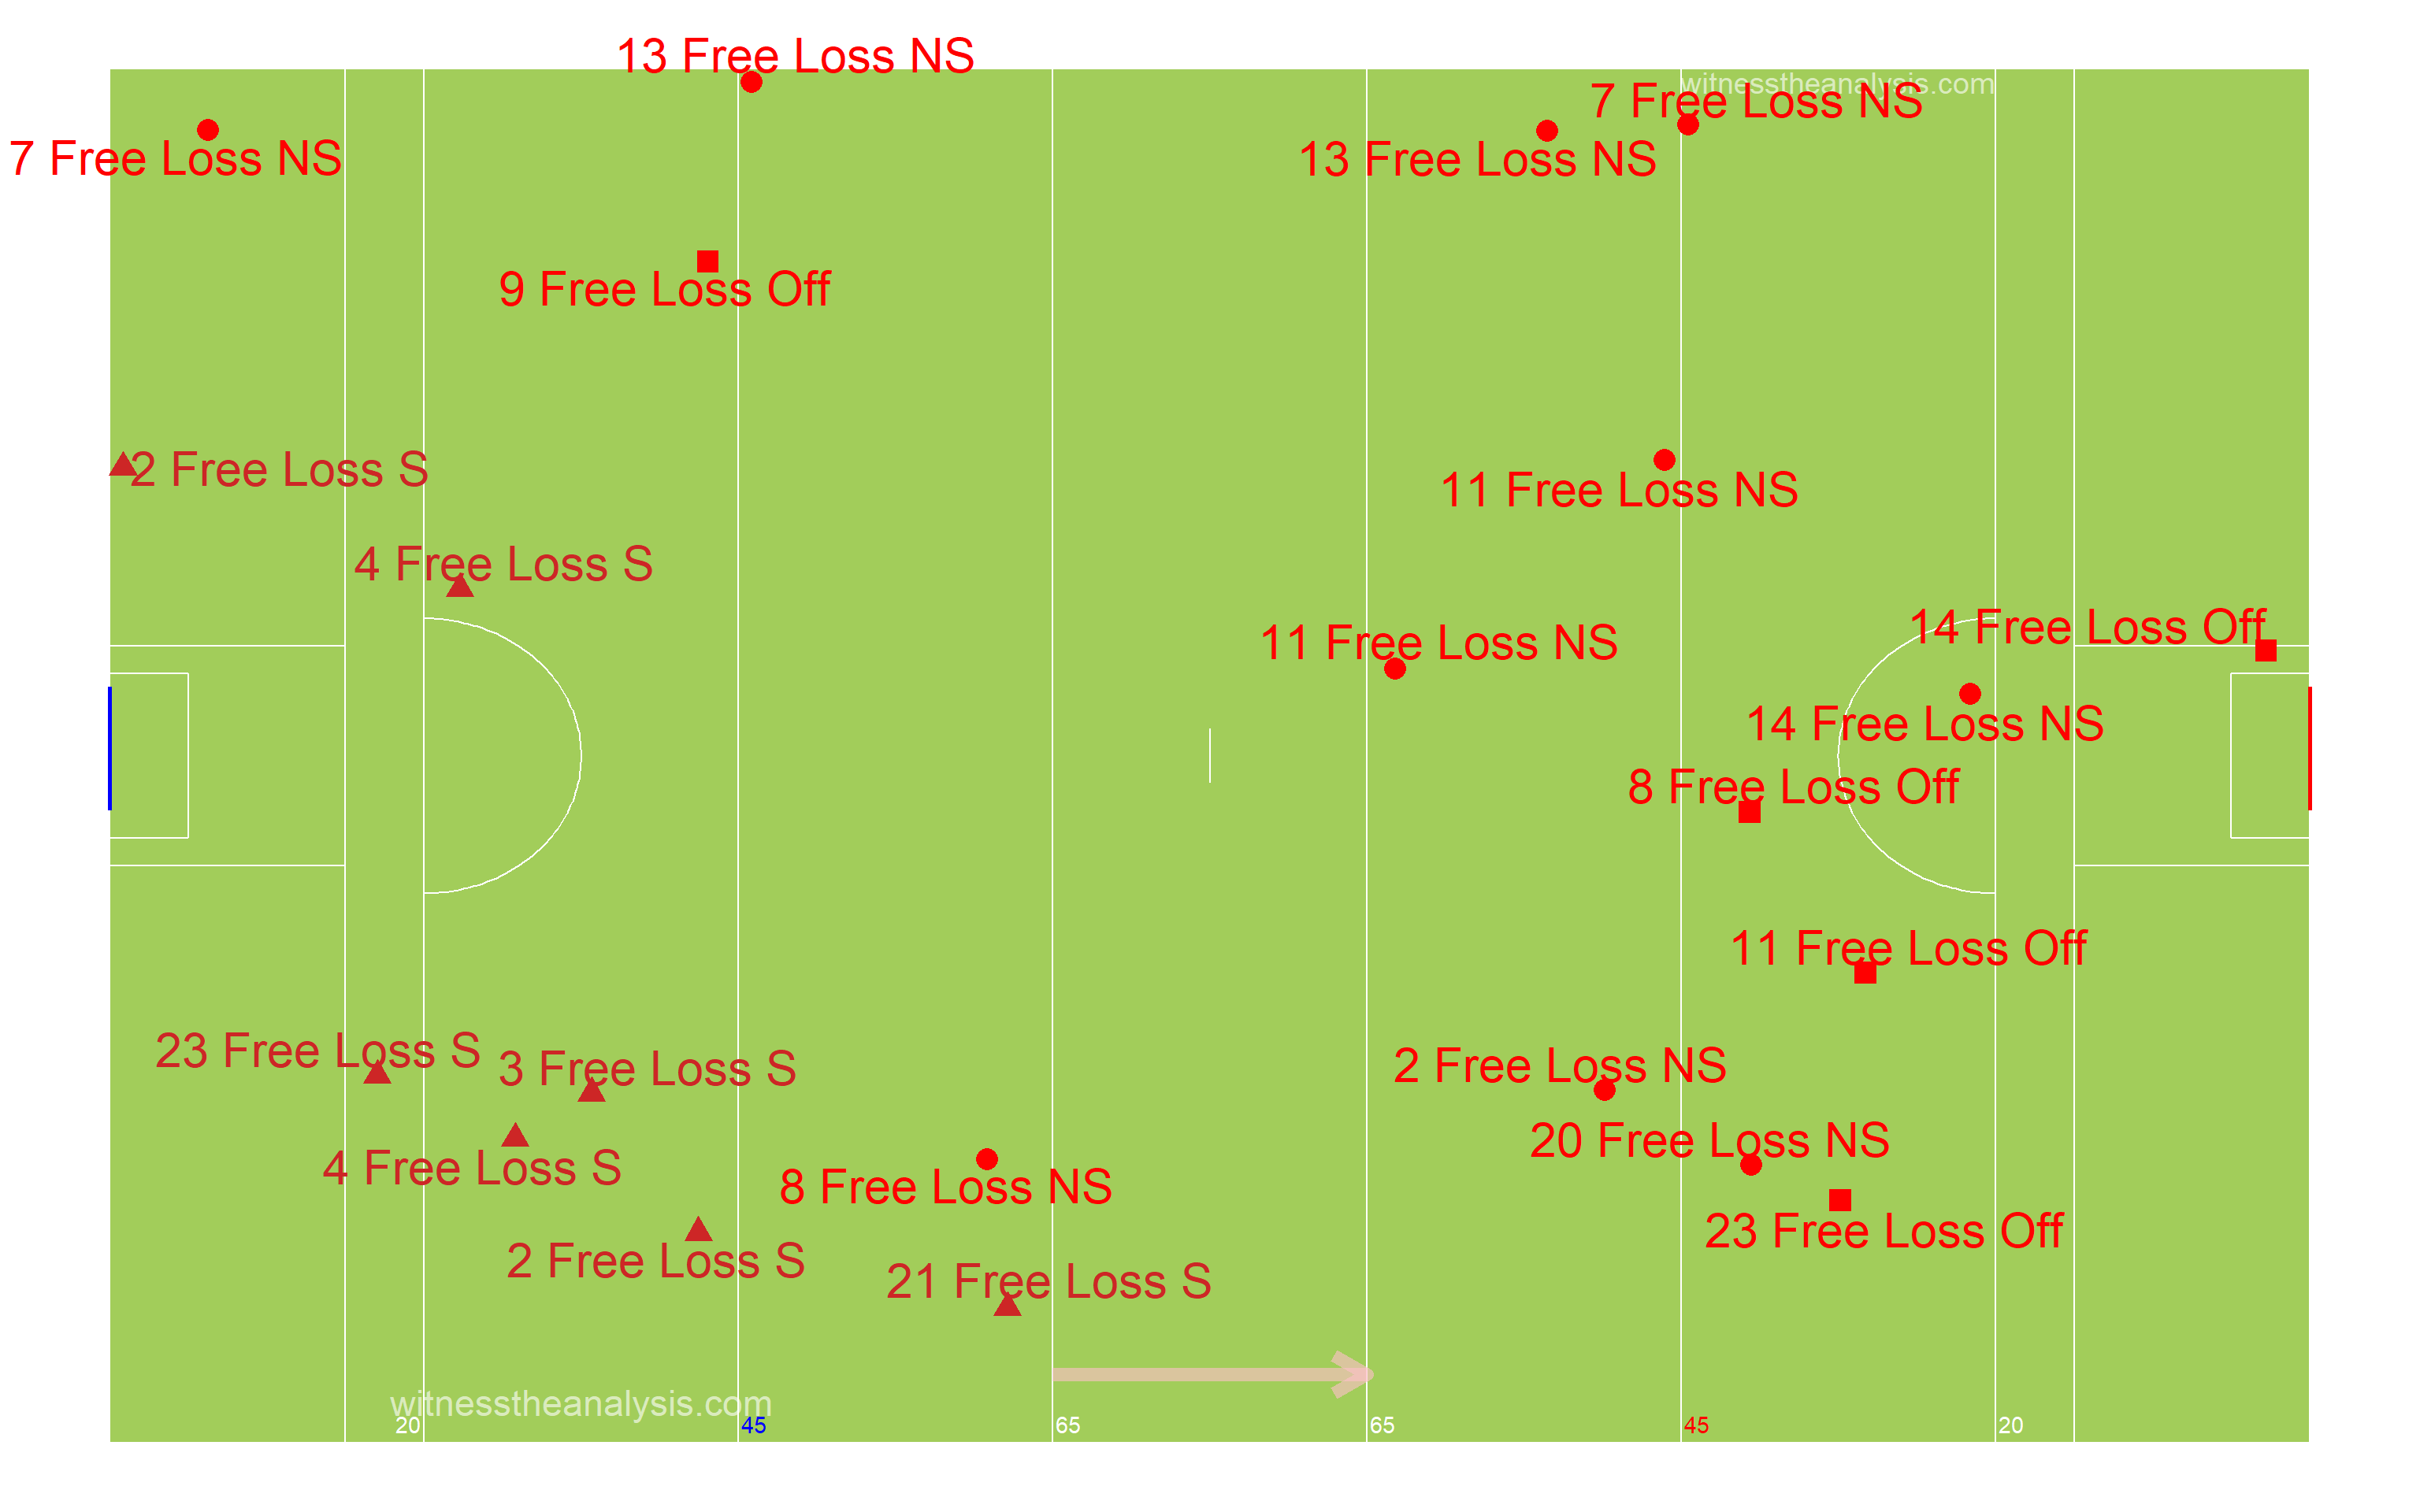 13 Free Loss NS
witnesstheanalysis.com
7 Free Loss NS
7 Free Loss NS
13 Free Loss NS
9 Free Loss Off
2 Free Loss S
11 Free Loss NS
4 Free Loss S
11 Free Loss NS
14 Free Loss Off
14 Free Loss NS
8 Free Loss Off
11 Free Loss Off
23 Free Loss S
3 Free Loss S
2 Free Loss NS
4 Free Loss S
20 Free Loss NS
8 Free Loss NS
23 Free Loss Off
2 Free Loss S
21 Free Loss S
witnesstheanalysis.com
20 45 65 65 45 20